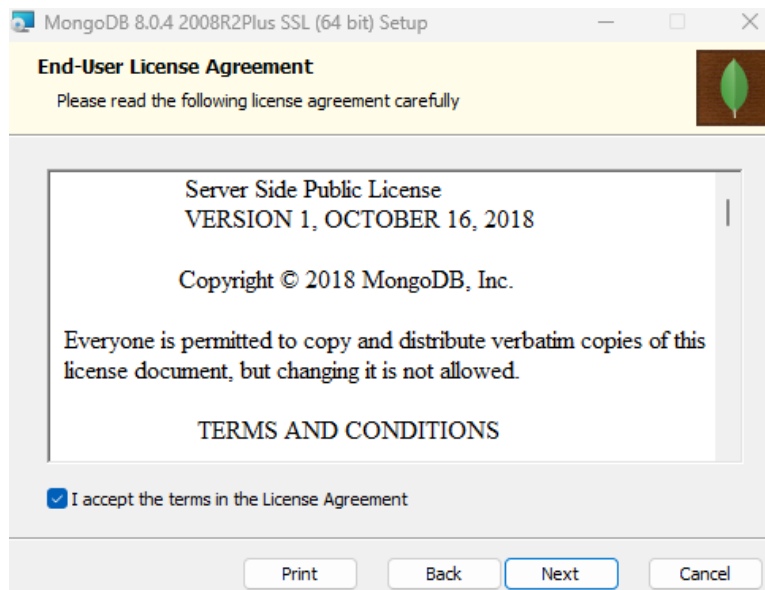 MongoDB 8.0.4 2008R2Plus SSL (64 bit) Setup
End-User License Agreement
Please read the following license agreement carefully
Server Side Public License
VERSION 1, OCTOBER 16, 2018
Copyright © 2018 MongoDB, Inc.
Everyone is permitted to copy and distribute verbatim copies of this
license document, but changing it is not allowed.
TERMS AND CONDITIONS
I accept the terms in the License Agreement
Print Back Next Cancel